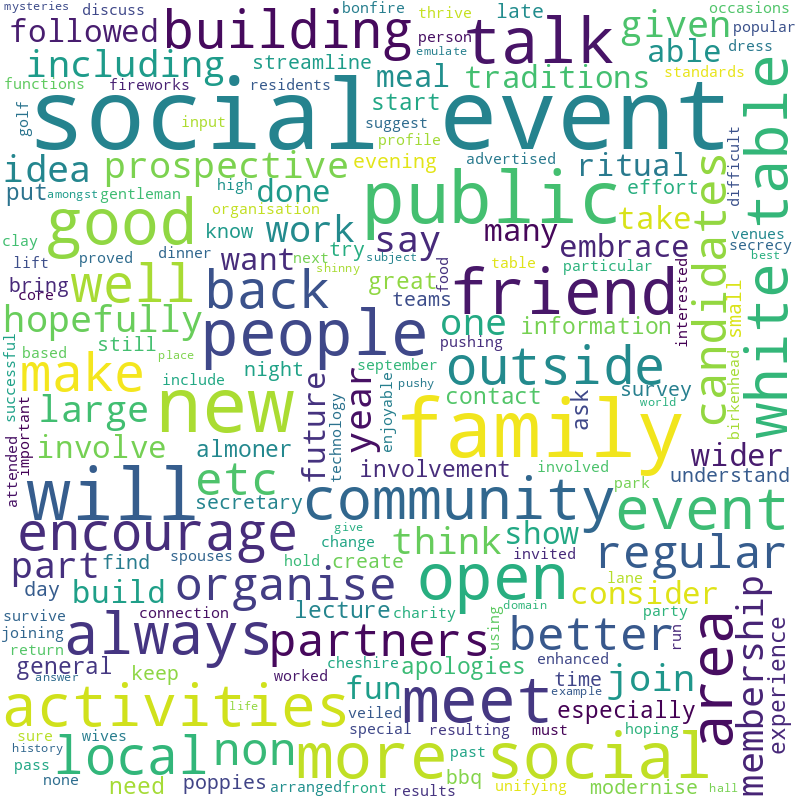 mysteries discuss bonfire thrive late occasions
followed building person talk given popular
emulate able dress
including streamline meal traditions standards
functions fireworks residents start
golf social event white table
input suggest profile
idea prospective evening advertised ritual difficult
put amongst gentleman high done public effort candidates
good organisation know work say many take venues
clay lift proved dinner try next want subject embrace secrecy
bring core shinny great food table particular best
well back teams friend interested small
hopefully people one information
successful based still place pushing birkenhead
make night september outside
include pushy survey
large new future year contact ask world
involve almoner technology enjoyable family wider
attended important etc involvement involved understand
will secretary community park event
encourage give think show
change invited regular
part find spouses hold create lane
day build organise open domain consider
survive connection lecture charity using party
joining always partners better run membership
return general worked cheshire apologies enhanced area experience
answer keep fun time join
activities life veiled meet example especially
sure wives special resulting must hoping
history local non past more social
pass none need poppies bbq unifying modernise hall
arranged front results